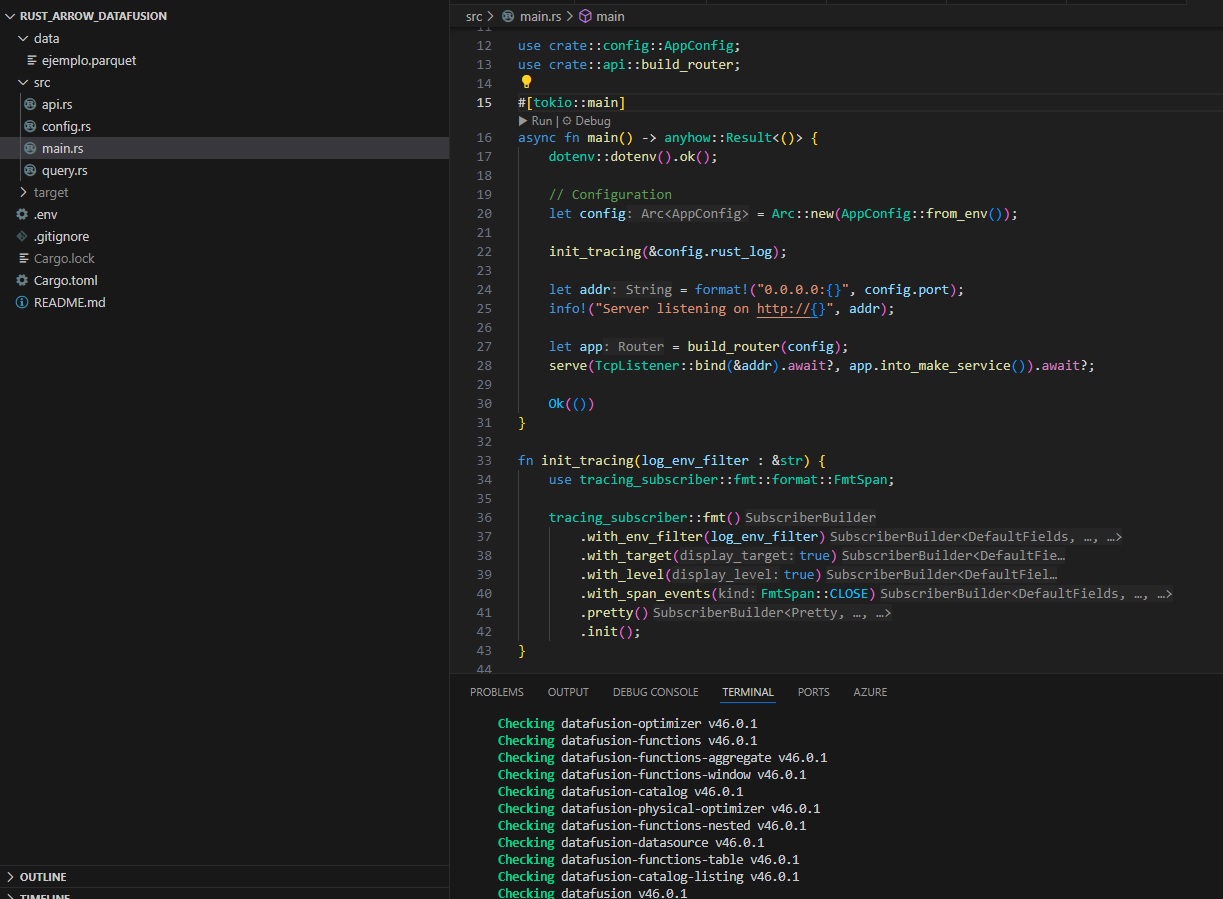 RUST_ARROW_DATAFUSION
data
ejemplo.parquet
src
api.rs
config.rs
main.rs
query.rs
target
.env
.gitignore
Cargo.lock
Cargo.toml
README.md
OUTLINE
TIMELINE
src > main.rs > main
11
12 use crate::config::AppConfig;
13 use crate::api::build_router;
14
15 #[tokio::main]
Run | Debug
16 async fn main() -> anyhow::Result<()> {
17 dotenv::dotenv().ok();
18
19 // Configuration
20 let config: Arc<AppConfig> = Arc::new(AppConfig::from_env());
21
22 init_tracing(&config.rust_log);
23
24 let addr: String = format!("0.0.0.0:{}", config.port);
25 info!("Server listening on http://{}", addr);
26
27 let app: Router = build_router(config);
28 serve(TcpListener::bind(&addr).await?, app.into_make_service()).await?;
29
30 Ok(())
31 }
32
33 fn init_tracing(log_env_filter : &str) {
34 use tracing_subscriber::fmt::format::FmtSpan;
35
36 tracing_subscriber::fmt() SubscriberBuilder
37 .with_env_filter(log_env_filter) SubscriberBuilder<DefaultFields, …, …>
38 .with_target(display_target: true) SubscriberBuilder<DefaultFie…
39 .with_level(display_level: true) SubscriberBuilder<DefaultFiel…
40 .with_span_events(kind: FmtSpan::CLOSE) SubscriberBuilder<DefaultFields, …, …>
41 .pretty() SubscriberBuilder<Pretty, …, …>
42 .init();
43 }
44
PROBLEMS OUTPUT DEBUG CONSOLE TERMINAL PORTS AZURE
Checking datafusion-optimizer v46.0.1
Checking datafusion-functions v46.0.1
Checking datafusion-functions-aggregate v46.0.1
Checking datafusion-functions-window v46.0.1
Checking datafusion-catalog v46.0.1
Checking datafusion-physical-optimizer v46.0.1
Checking datafusion-functions-nested v46.0.1
Checking datafusion-datasource v46.0.1
Checking datafusion-functions-table v46.0.1
Checking datafusion-catalog-listing v46.0.1
Checking datafusion v46.0.1